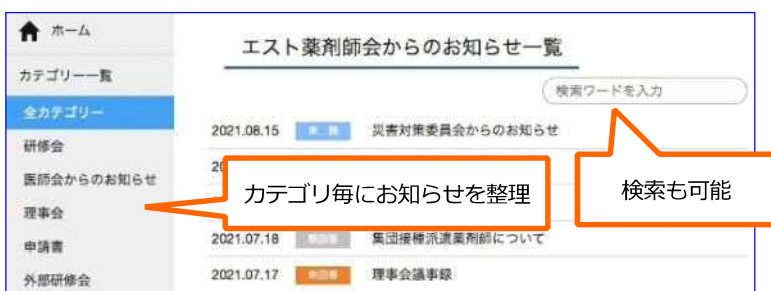 ホーム
エスト薬剤師会からのお知らせ一覧
カテゴリー一覧
検索ワードを入力
全カテゴリー
2021.08.15 災害対策委員会からのお知らせ
研修会
医師会からのお知らせ
カテゴリ毎にお知らせを整理
検索も可能
理事会
2021.07.18 集団接種派遣薬剤師について
申請書
2021.07.17 未回答 理事会議事録
外部研修会